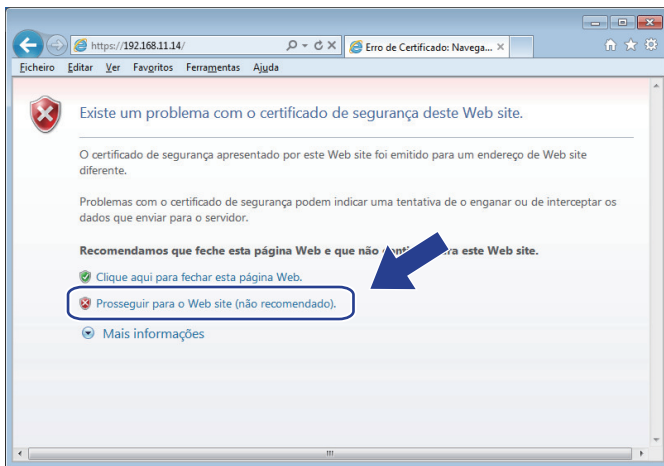 https://192.168.11.14/
Erro de Certificado: Navega...
Ficheiro Editar Ver Favoritos Ferramentas Ajuda
Existe um problema com o certificado de segurança deste Web site.
O certificado de segurança apresentado por este Web site foi emitido para um endereço de Web site
diferente.
Problemas com o certificado de segurança podem indicar uma tentativa de o enganar ou de interceptar os
dados que enviar para o servidor.
Recomendamos que feche esta página Web e que não este Web site.
Clique aqui para fechar esta página Web.
Prosseguir para o Web site (não recomendado).
Mais informações